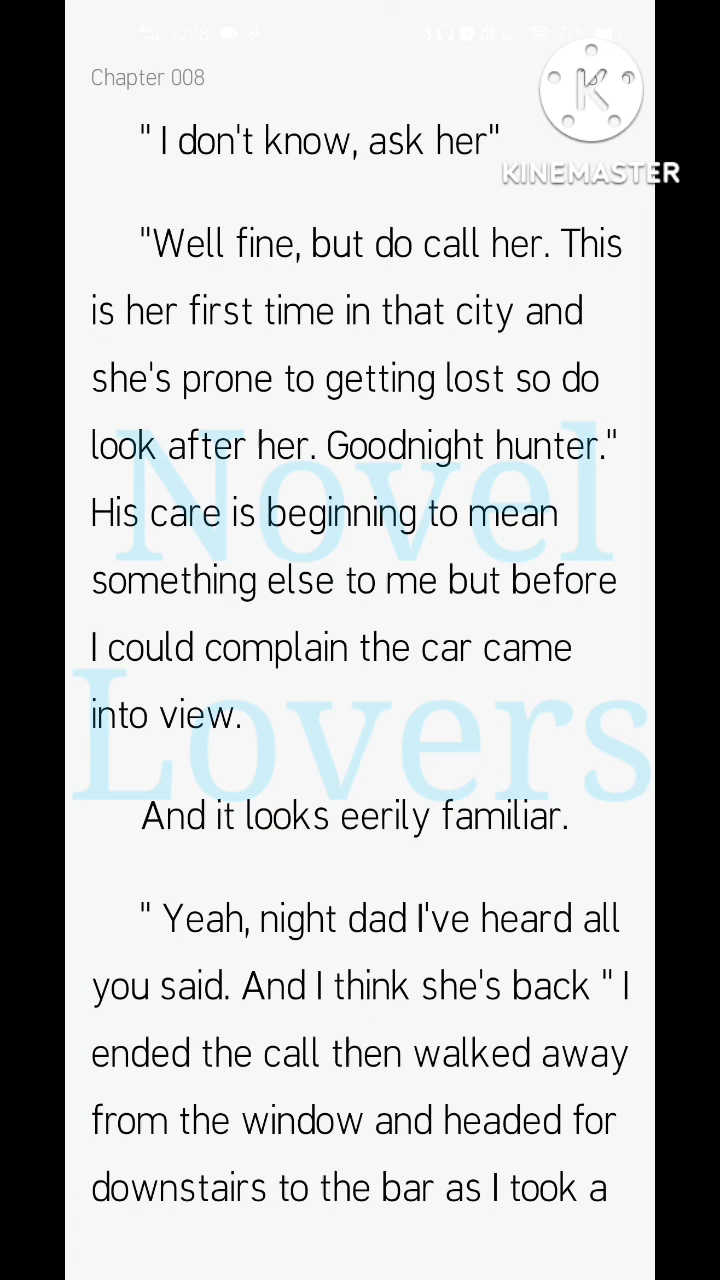 10:28
Chapter 008
K
KINEMASTER
" I don't know, ask her"
"Well fine, but do call her. This
is her first time in that city and
she's prone to getting lost so do
look after her. Goodnight hunter."
His care is beginning to mean
something else to me but before
I could complain the car came
into view.
And it looks eerily familiar.
" Yeah, night dad I've heard all
you said. And I think she's back " I
ended the call then walked away
from the window and headed for
downstairs to the bar as I took a
Novel
Lovers